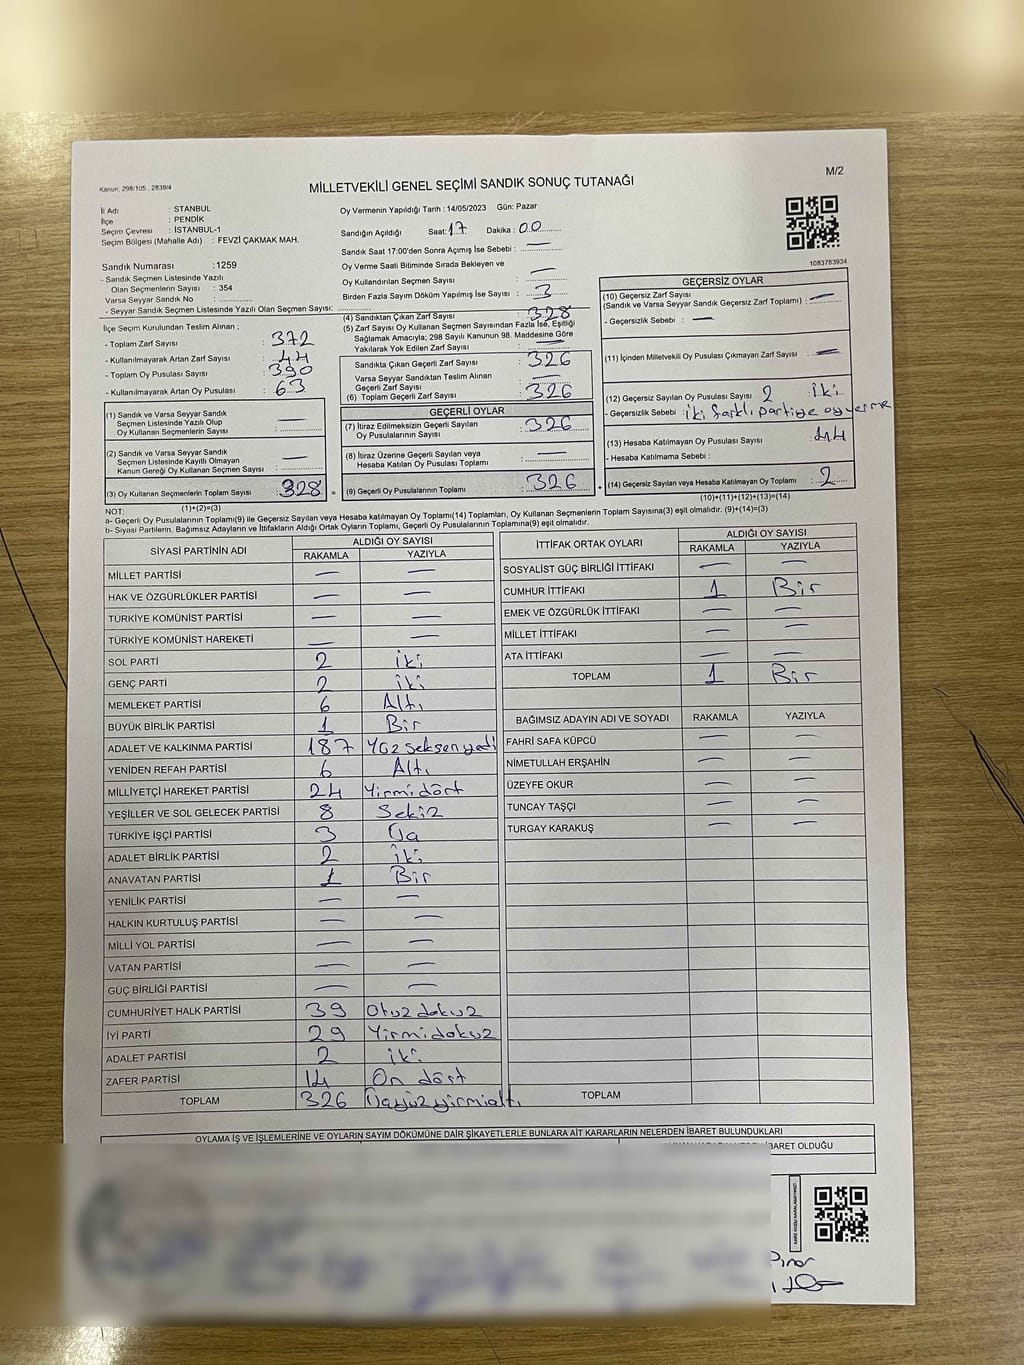 M/2
Kanun: 298/105 , 2839/4
MİLLETVEKİLİ GENEL SEÇİMİ SANDIK SONUÇ TUTANAĞI
İl Adı : STANBUL
İlçe : PENDİK
Seçim Çevresi : İSTANBUL-1
Seçim Bölgesi (Mahalle Adı) : FEVZİ ÇAKMAK MAH.
Oy Vermenin Yapıldığı Tarih : 14/05/2023 Gün: Pazar
Sandığın Açıldığı Saat: 17 Dakika : 00
Sandık Saat 17:00'den Sonra Açılmış İse Sebebi : —
Oy Verme Saati Bitiminde Sırada Bekleyen ve
Oy Kullandırılan Seçmen Sayısı : —
Birden Fazla Sayım Döküm Yapılmış İse Sayısı : 3
1083783934
Sandık Numarası : 1259
- Sandık Seçmen Listesinde Yazılı
Olan Seçmenlerin Sayısı : 354
Varsa Seyyar Sandık No :
- Seyyar Sandık Seçmen Listesinde Yazılı Olan Seçmen Sayısı:
İlçe Seçim Kurulundan Teslim Alınan ;
- Toplam Zarf Sayısı : 372
- Kullanılmayarak Artan Zarf Sayısı : 44
- Toplam Oy Pusulası Sayısı : 390
- Kullanılmayarak Artan Oy Pusulası : 63
(1) Sandık ve Varsa Seyyar Sandık
Seçmen Listesinde Yazılı Olup
Oy Kullanan Seçmenlerin Sayısı : —
(2) Sandık ve Varsa Seyyar Sandık
Seçmen Listesinde Kayıtlı Olmayan
Kanun Gereği Oy Kullanan Seçmen Sayısı : —
(3) Oy Kullanan Seçmenlerin Toplam Sayısı : 328 =
(1)+(2)=(3)
(4) Sandıktan Çıkan Zarf Sayısı : 328
(5) Zarf Sayısı Oy Kullanan Seçmen Sayısından Fazla İse, Eşitliği
Sağlamak Amacıyla; 298 Sayılı Kanunun 98. Maddesine Göre
Yakılarak Yok Edilen Zarf Sayısı : —
Sandıkta Çıkan Geçerli Zarf Sayısı : 326
Varsa Seyyar Sandıktan Teslim Alınan
Geçerli Zarf Sayısı : —
(6) Toplam Geçerli Zarf Sayısı : 326
GEÇERLİ OYLAR
(7) İtiraz Edilmeksizin Geçerli Sayılan
Oy Pusulalarının Sayısı : 326
(8) İtiraz Üzerine Geçerli Sayılan veya
Hesaba Katılan Oy Pusulası Toplamı : —
(9) Geçerli Oy Pusulalarının Toplamı : 326 +
GEÇERSİZ OYLAR
(10) Geçersiz Zarf Sayısı
(Sandık ve Varsa Seyyar Sandık Geçersiz Zarf Toplamı) : —
- Geçersizlik Sebebi : —
(11) İçinden Milletvekili Oy Pusulası Çıkmayan Zarf Sayısı : —
(12) Geçersiz Sayılan Oy Pusulası Sayısı : 2 iki
- Geçersizlik Sebebi : iki farklı partiye oy verme
(13) Hesaba Katılmayan Oy Pusulası Sayısı : 44
- Hesaba Katılmama Sebebi :
(14) Geçersiz Sayılan veya Hesaba Katılmayan Oy Toplamı : 2
(10)+(11)+(12)+(13)=(14)
NOT:
a- Geçerli Oy Pusulalarının Toplamı(9) ile Geçersiz Sayılan veya Hesaba katılmayan Oy Toplamı(14) Toplamları, Oy Kullanan Seçmenlerin Toplam Sayısına(3) eşit olmalıdır. (9)+(14)=(3)
b- Siyasi Partilerin, Bağımsız Adayların ve İttifakların Aldığı Ortak Oyların Toplamı, Geçerli Oy Pusulalarının Toplamına(9) eşit olmalıdır.
SİYASİ PARTİNİN ADI ALDIĞI OY SAYISI
RAKAMLA YAZIYLA
MİLLET PARTİSİ — —
HAK VE ÖZGÜRLÜKLER PARTİSİ — —
TÜRKİYE KOMÜNİST PARTİSİ — —
TÜRKİYE KOMÜNİST HAREKETİ — —
SOL PARTİ 2 iki
GENÇ PARTİ 2 iki
MEMLEKET PARTİSİ 6 Altı
BÜYÜK BİRLİK PARTİSİ 1 Bir
ADALET VE KALKINMA PARTİSİ 187 Yüz seksen yedi
YENİDEN REFAH PARTİSİ 6 Altı
MİLLİYETÇİ HAREKET PARTİSİ 24 Yirmi dört
YEŞİLLER VE SOL GELECEK PARTİSİ 8 Sekiz
TÜRKİYE İŞÇİ PARTİSİ 3 Üç
ADALET BİRLİK PARTİSİ 2 iki
ANAVATAN PARTİSİ 1 Bir
YENİLİK PARTİSİ — —
HALKIN KURTULUŞ PARTİSİ — —
MİLLİ YOL PARTİSİ — —
VATAN PARTİSİ — —
GÜÇ BİRLİĞİ PARTİSİ — —
CUMHURİYET HALK PARTİSİ 39 Otuz dokuz
İYİ PARTİ 29 Yirmi dokuz
ADALET PARTİSİ 2 iki
ZAFER PARTİSİ 14 On dört
TOPLAM 326 Üçyüz yirmialtı
İTTİFAK ORTAK OYLARI ALDIĞI OY SAYISI
RAKAMLA YAZIYLA
SOSYALİST GÜÇ BİRLİĞİ İTTİFAKI — —
CUMHUR İTTİFAKI 1 Bir
EMEK VE ÖZGÜRLÜK İTTİFAKI — —
MİLLET İTTİFAKI — —
ATA İTTİFAKI — —
TOPLAM 1 Bir
BAĞIMSIZ ADAYIN ADI VE SOYADI RAKAMLA YAZIYLA
FAHRİ SAFA KÜPCÜ — —
NİMETULLAH ERŞAHİN — —
ÜZEYFE OKUR — —
TUNCAY TAŞÇI — —
TURGAY KARAKUŞ — —
TOPLAM
OYLAMA İŞ VE İŞLEMLERİNE VE OYLARIN SAYIM DÖKÜMÜNE DAİR ŞİKAYETLERLE BUNLARA AİT KARARLARIN NELERDEN İBARET BULUNDUKLARI
İBARET OLDUĞU
Pınar